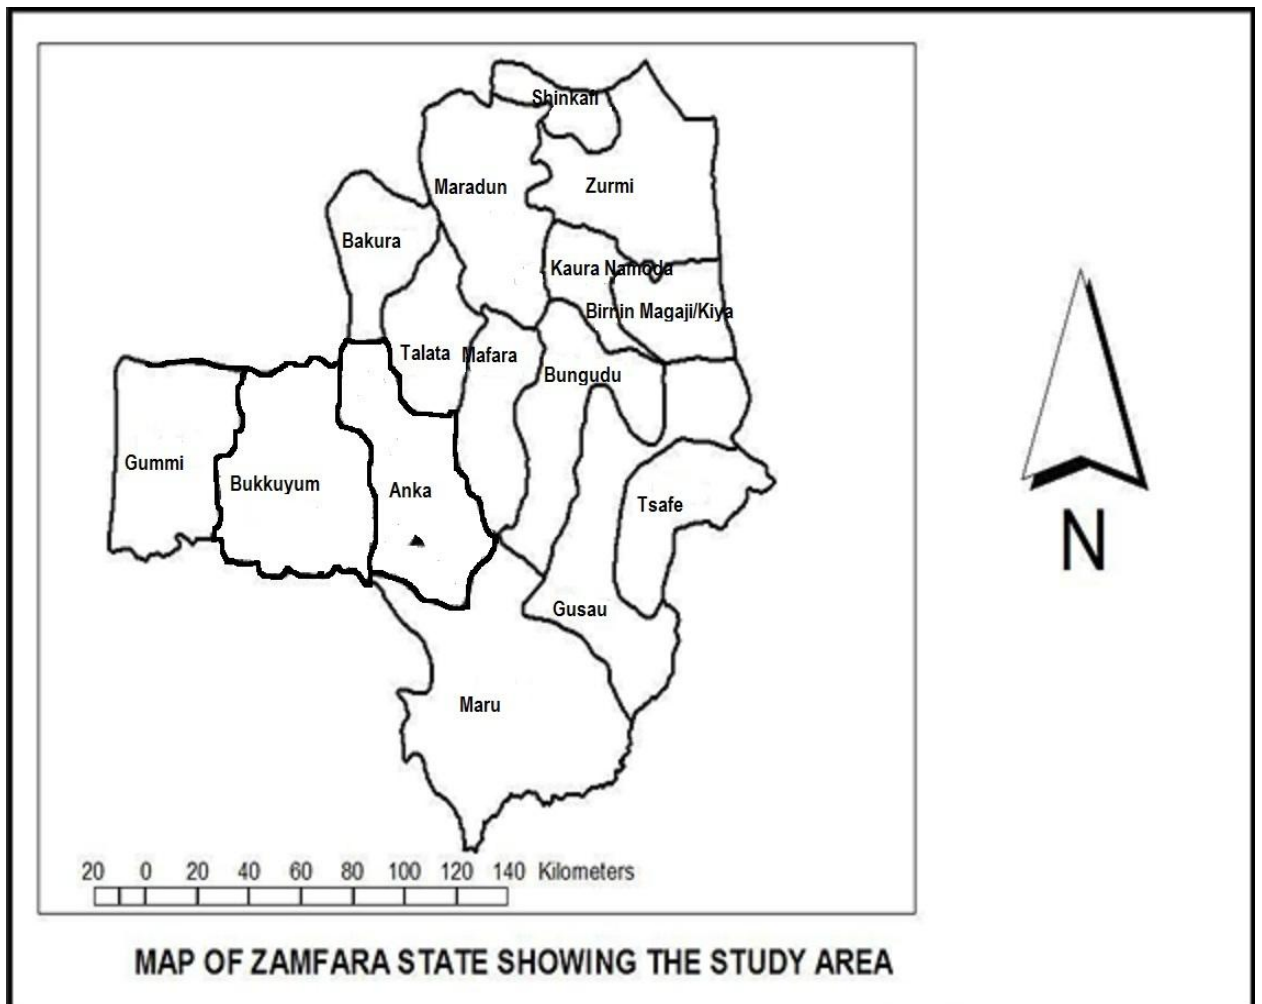 Shinkafi
Maradun
Zurmi
Bakura
Kaura Namoda
Birnin Magaji/Kiya
Talata Mafara
Bungudu
Gummi
Bukkuyum
Anka
Tsafe
N
Gusau
Maru
20 0 20 40 60 80 100 120 140 Kilometers
MAP OF ZAMFARA STATE SHOWING THE STUDY AREA